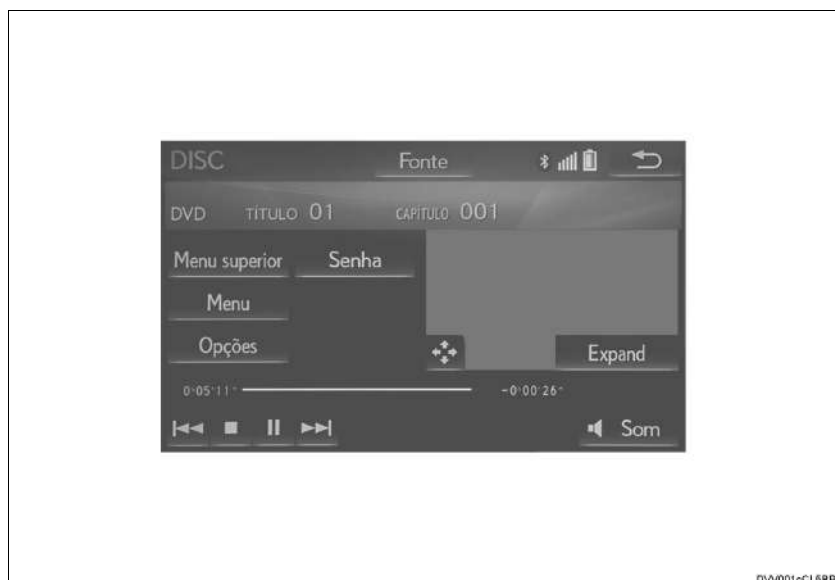 DISC Fonte
DVD TÍTULO 01 CAPÍTULO 001
Menu superior Senha
Menu
Opções Expand
0:05'11" -0:00'26"
Som